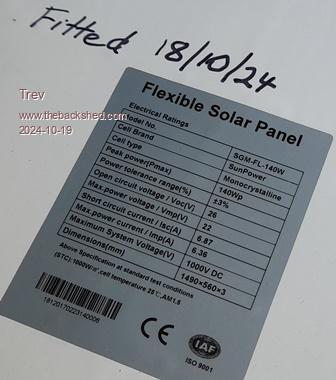 Fitted 18/10/24
Trev
www.thebackshed.com
2024-10-19
Flexible Solar Panel
Electrical Ratings
Model No. SGM-FL-140W
Cell Brand SunPower
Cell type Monocrystalline
Peak power(Pmax) 140Wp
Power tolerance range(%) ±3%
Open circuit voltage / Voc(V) 26
Max.power voltage / Vmp(V) 22
Short circuit current / Isc(A) 6.87
Max.power current / Imp(A) 6.36
Maximum System Voltage(V) 1000V DC
Dimensions(mm) 1490×560×3
Above Specification at standard test conditions
(STC):1000W/m²,cell temperature 25℃,AM1.5
1812017022314006
CE
IAF
ISO 9001